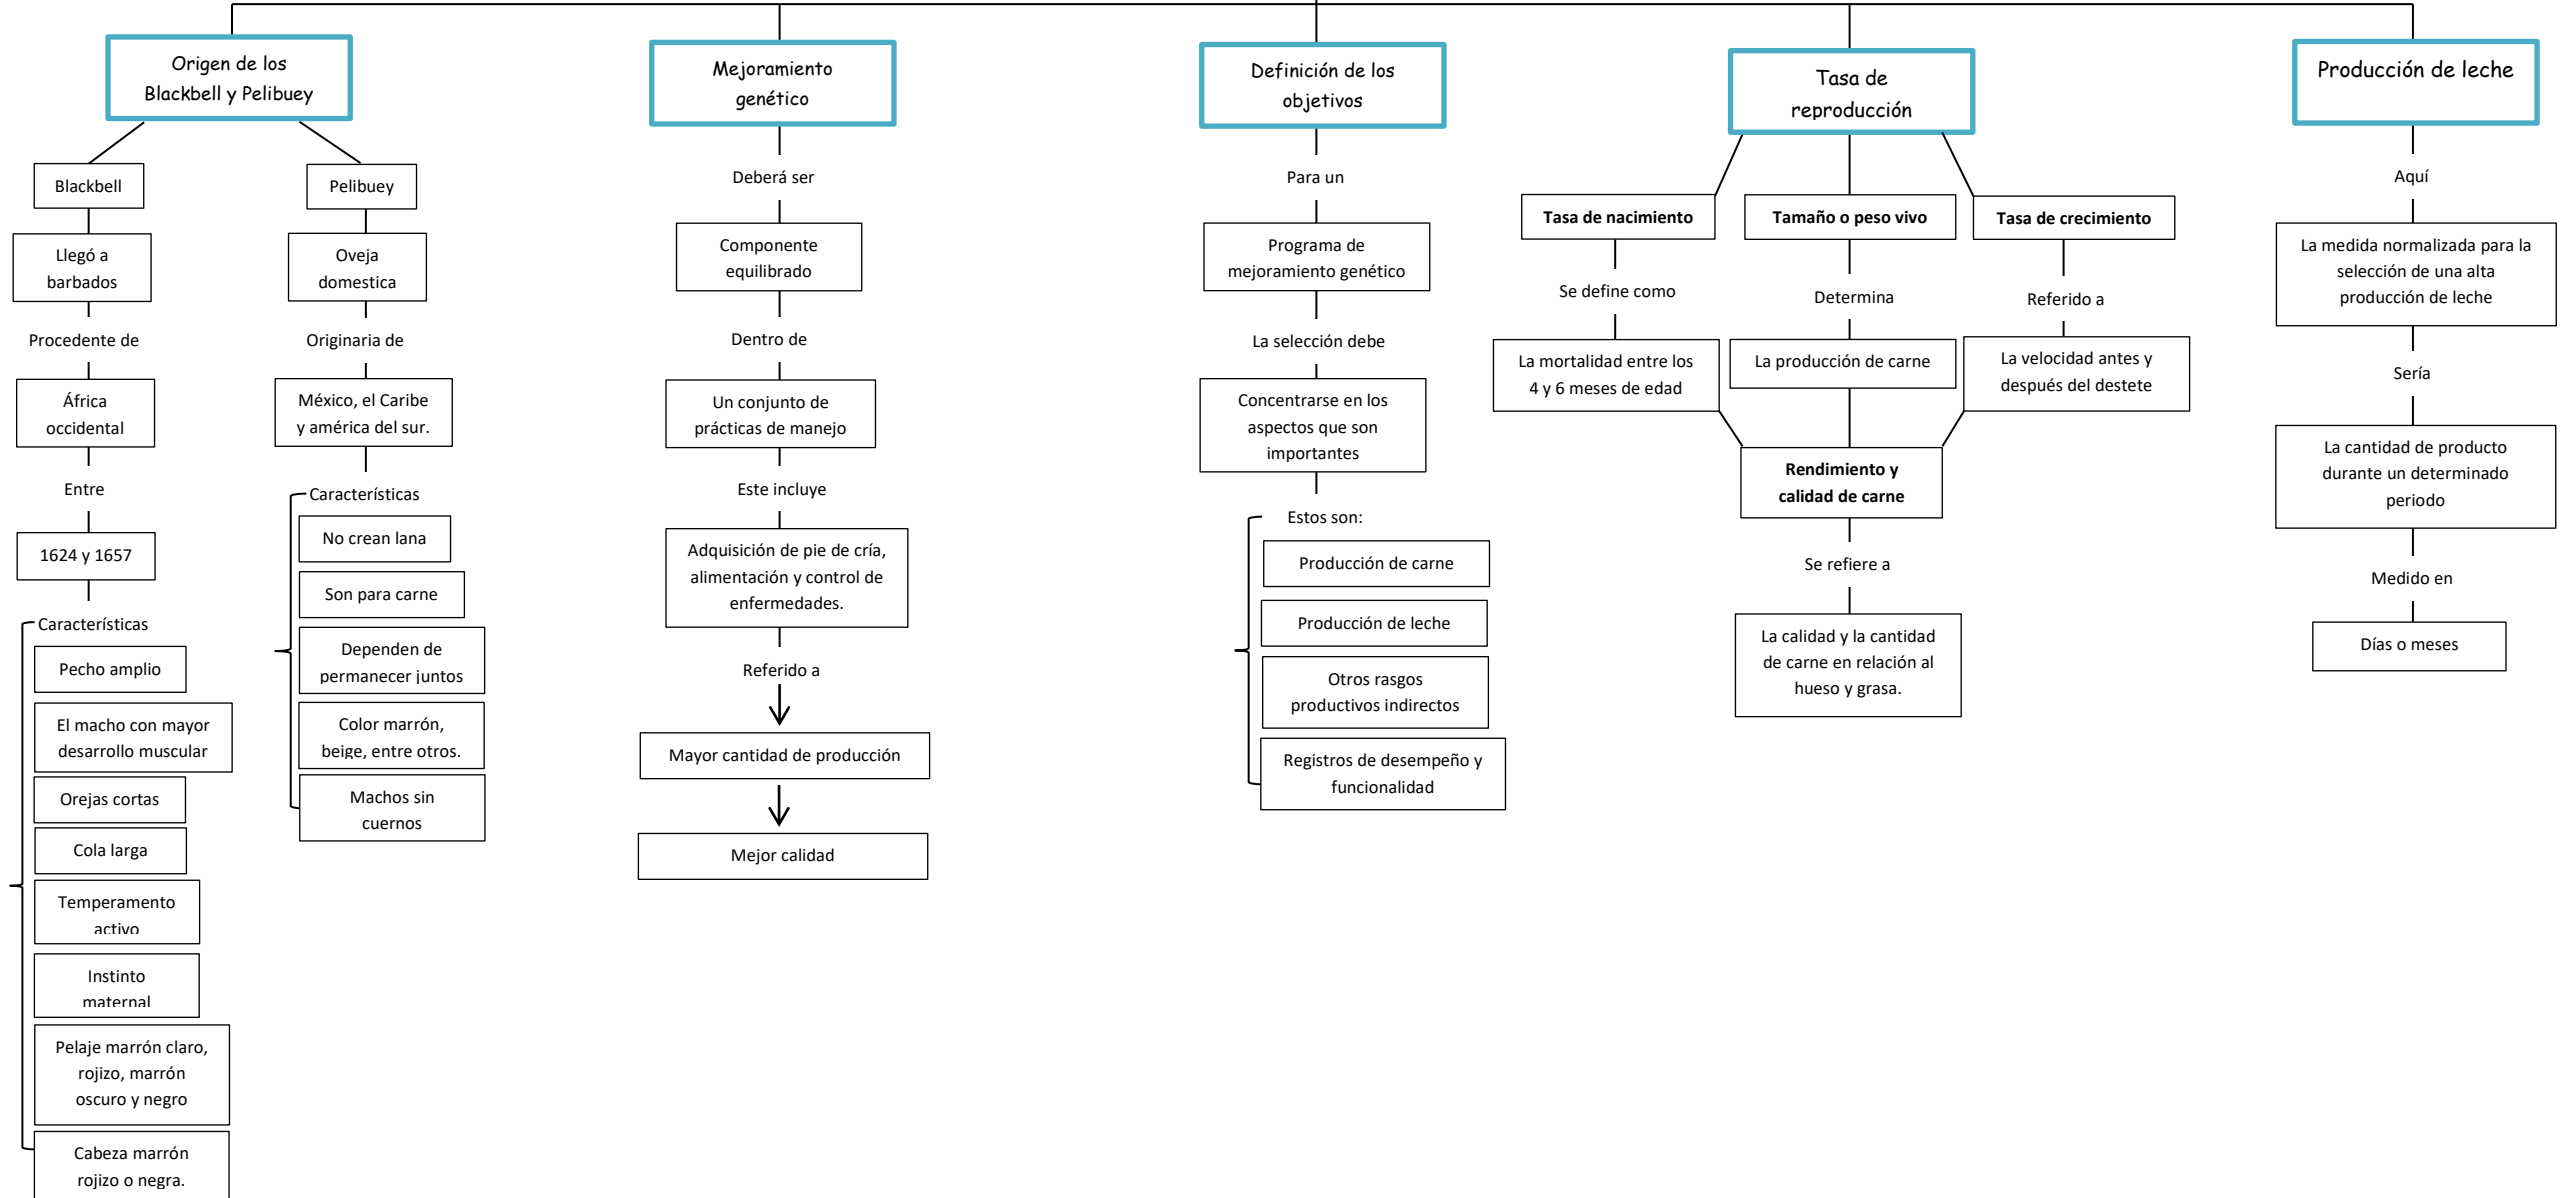 Origen de los
Blackbell y Pelibuey
Blackbell
Llegó a
barbados
Procedente de
África
occidental
Entre
1624 y 1657
Características
Pecho amplio
El macho con mayor
desarrollo muscular
Orejas cortas
Cola larga
Temperamento
activo
Instinto
maternal
Pelaje marrón claro,
rojizo, marrón
oscuro y negro
Cabeza marrón
rojizo o negra.
Pelibuey
Oveja
domestica
Originaria de
México, el Caribe
y américa del sur.
Características
No crean lana
Son para carne
Dependen de
permanecer juntos
Color marrón,
beige, entre otros.
Machos sin
cuernos
Mejoramiento
genético
Deberá ser
Componente
equilibrado
Dentro de
Un conjunto de
prácticas de manejo
Este incluye
Adquisición de pie de cría,
alimentación y control de
enfermedades.
Referido a
Mayor cantidad de producción
Mejor calidad
Definición de los
objetivos
Para un
Programa de
mejoramiento genético
La selección debe
Concentrarse en los
aspectos que son
importantes
Estos son:
Producción de carne
Producción de leche
Otros rasgos
productivos indirectos
Registros de desempeño y
funcionalidad
Tasa de
reproducción
Tasa de nacimiento
Se define como
La mortalidad entre los
4 y 6 meses de edad
Tamaño o peso vivo
Determina
La producción de carne
Tasa de crecimiento
Referido a
La velocidad antes y
después del destete
Rendimiento y
calidad de carne
Se refiere a
La calidad y la cantidad
de carne en relación al
hueso y grasa.
Producción de leche
Aquí
La medida normalizada para la
selección de una alta
producción de leche
Sería
La cantidad de producto
durante un determinado
periodo
Medido en
Días o meses